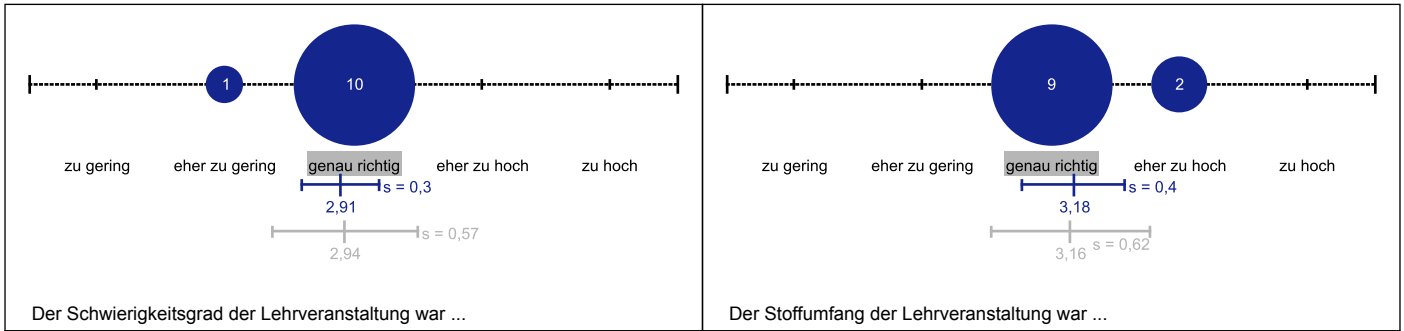 1
10
zu gering
eher zu gering
genau richtig
eher zu hoch
zu hoch
s = 0,3
2,91
s = 0,57
2,94
Der Schwierigkeitsgrad der Lehrveranstaltung war ...
9
2
zu gering
eher zu gering
genau richtig
eher zu hoch
zu hoch
s = 0,4
3,18
s = 0,62
3,16
Der Stoffumfang der Lehrveranstaltung war ...